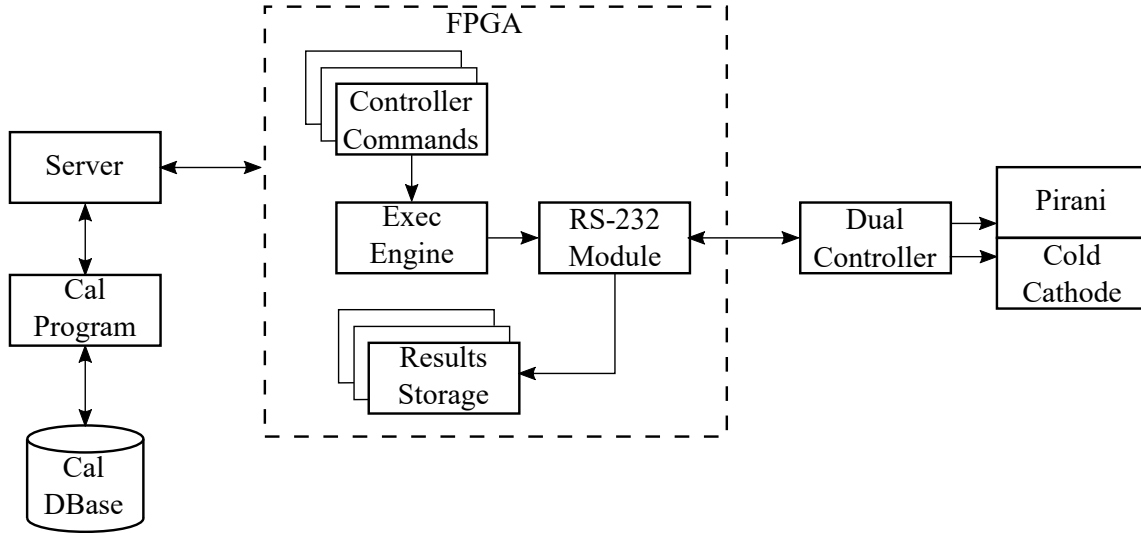 FPGA
Controller
Commands
Server
Exec
Engine
RS-232
Module
Dual
Controller
Pirani
Cold
Cathode
Cal
Program
Results
Storage
Cal
DBase